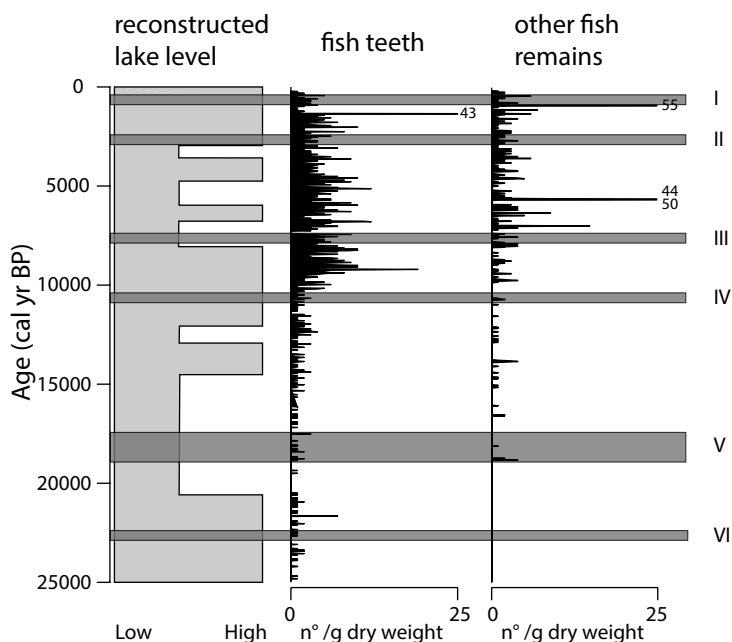 reconstructed
lake level
fish teeth
other fish
remains
0
5000
10000
15000
20000
25000
Age (cal yr BP)
43
55
44
50
I
II
III
IV
V
VI
0
25
0
25
Low
High
n° /g dry weight
n° /g dry weight